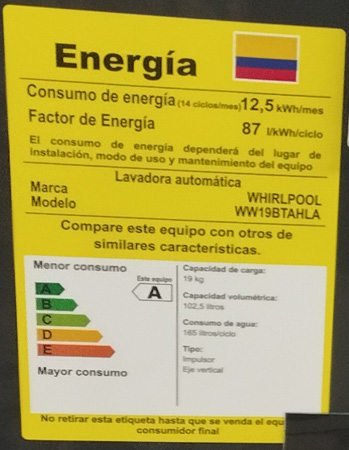 Energía
Consumo de energía (14 ciclos/mes) 12,5 kWh/mes
Factor de Energía 87 l/kWh/ciclo
El consumo de energía dependerá del lugar de
instalación, modo de uso y mantenimiento del equipo
Lavadora automática
Marca WHIRLPOOL
Modelo WW19BTAHLA
Compare este equipo con otros de
similares características.
Menor consumo
Este equipo
A
A
B
C
D
E
Mayor consumo
Capacidad de carga:
19 kg
Capacidad volumétrica:
102,5 litros
Consumo de agua:
165 litros/ciclo
Tipo:
Impulsor
Eje vertical
No retirar esta etiqueta hasta que se venda el equ
consumidor final